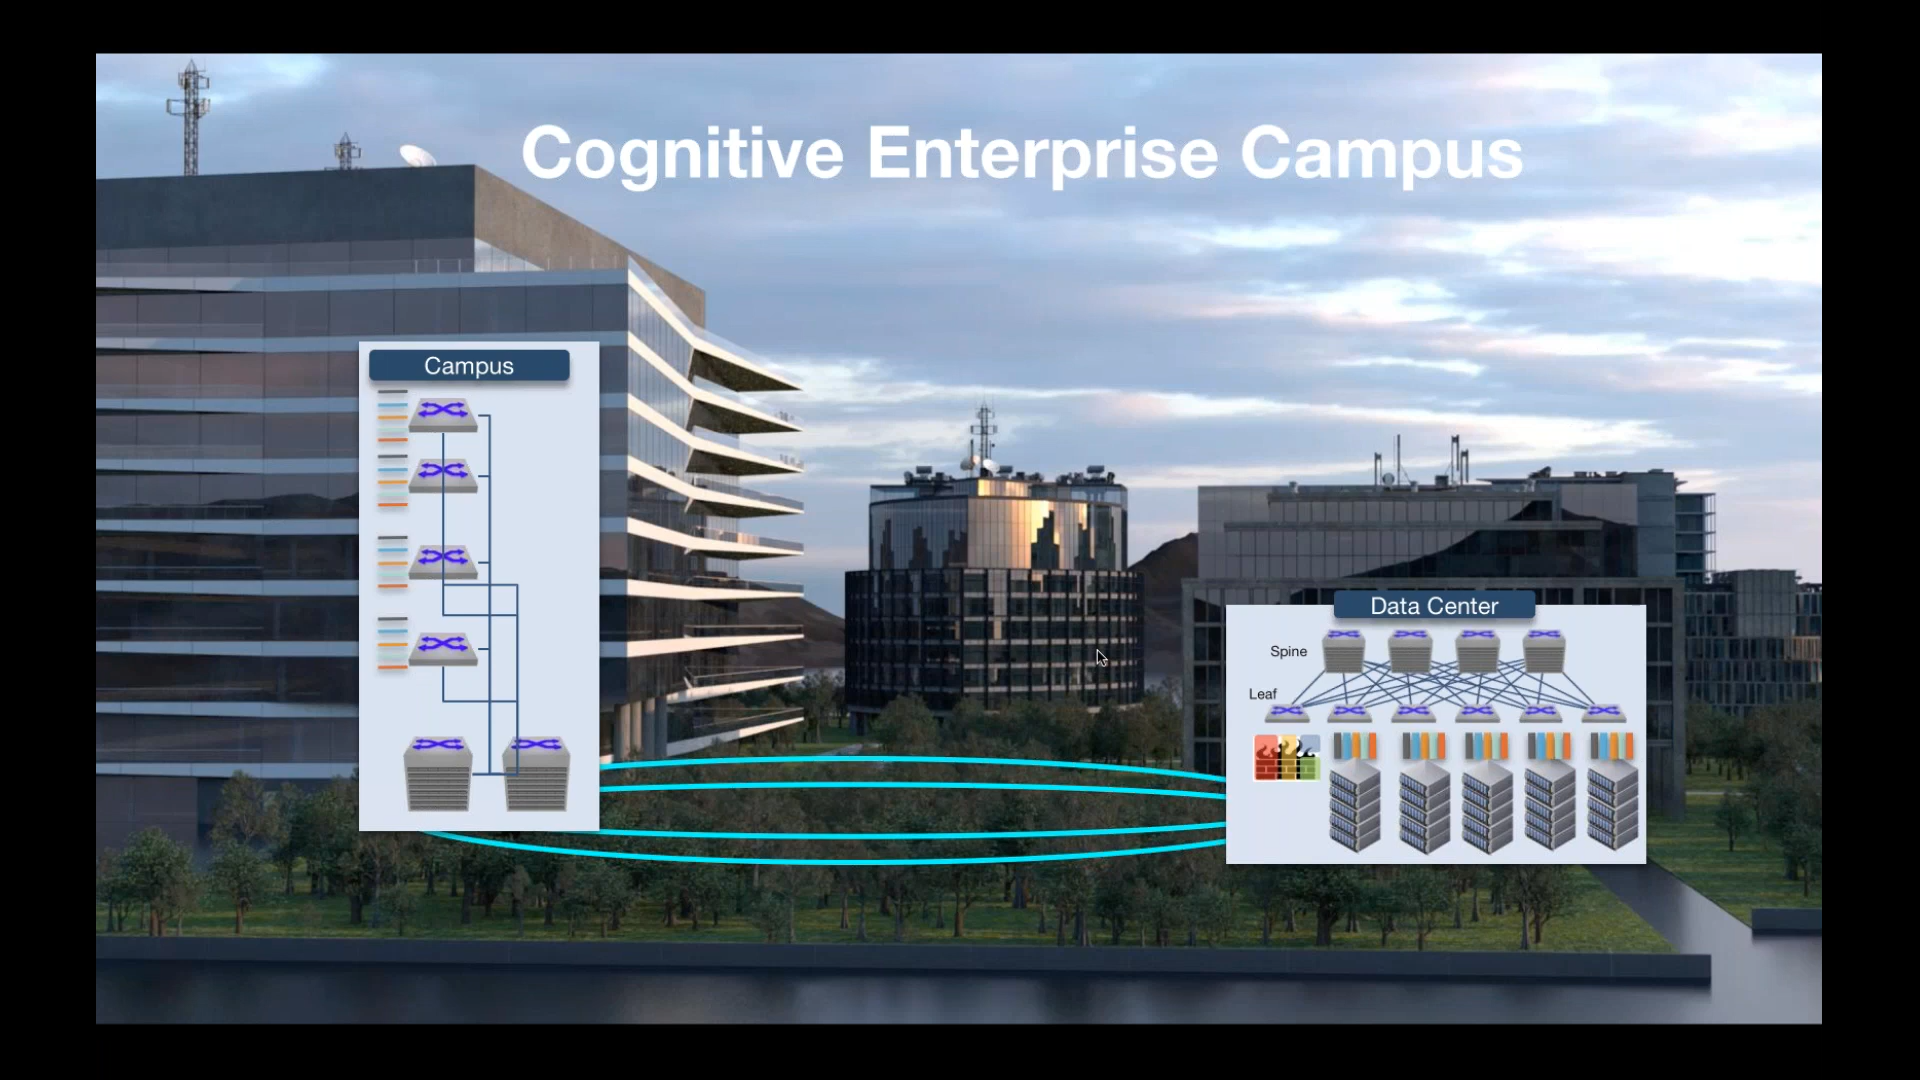 Cognitive Enterprise Campus
Campus
Data Center
Spine
Leaf